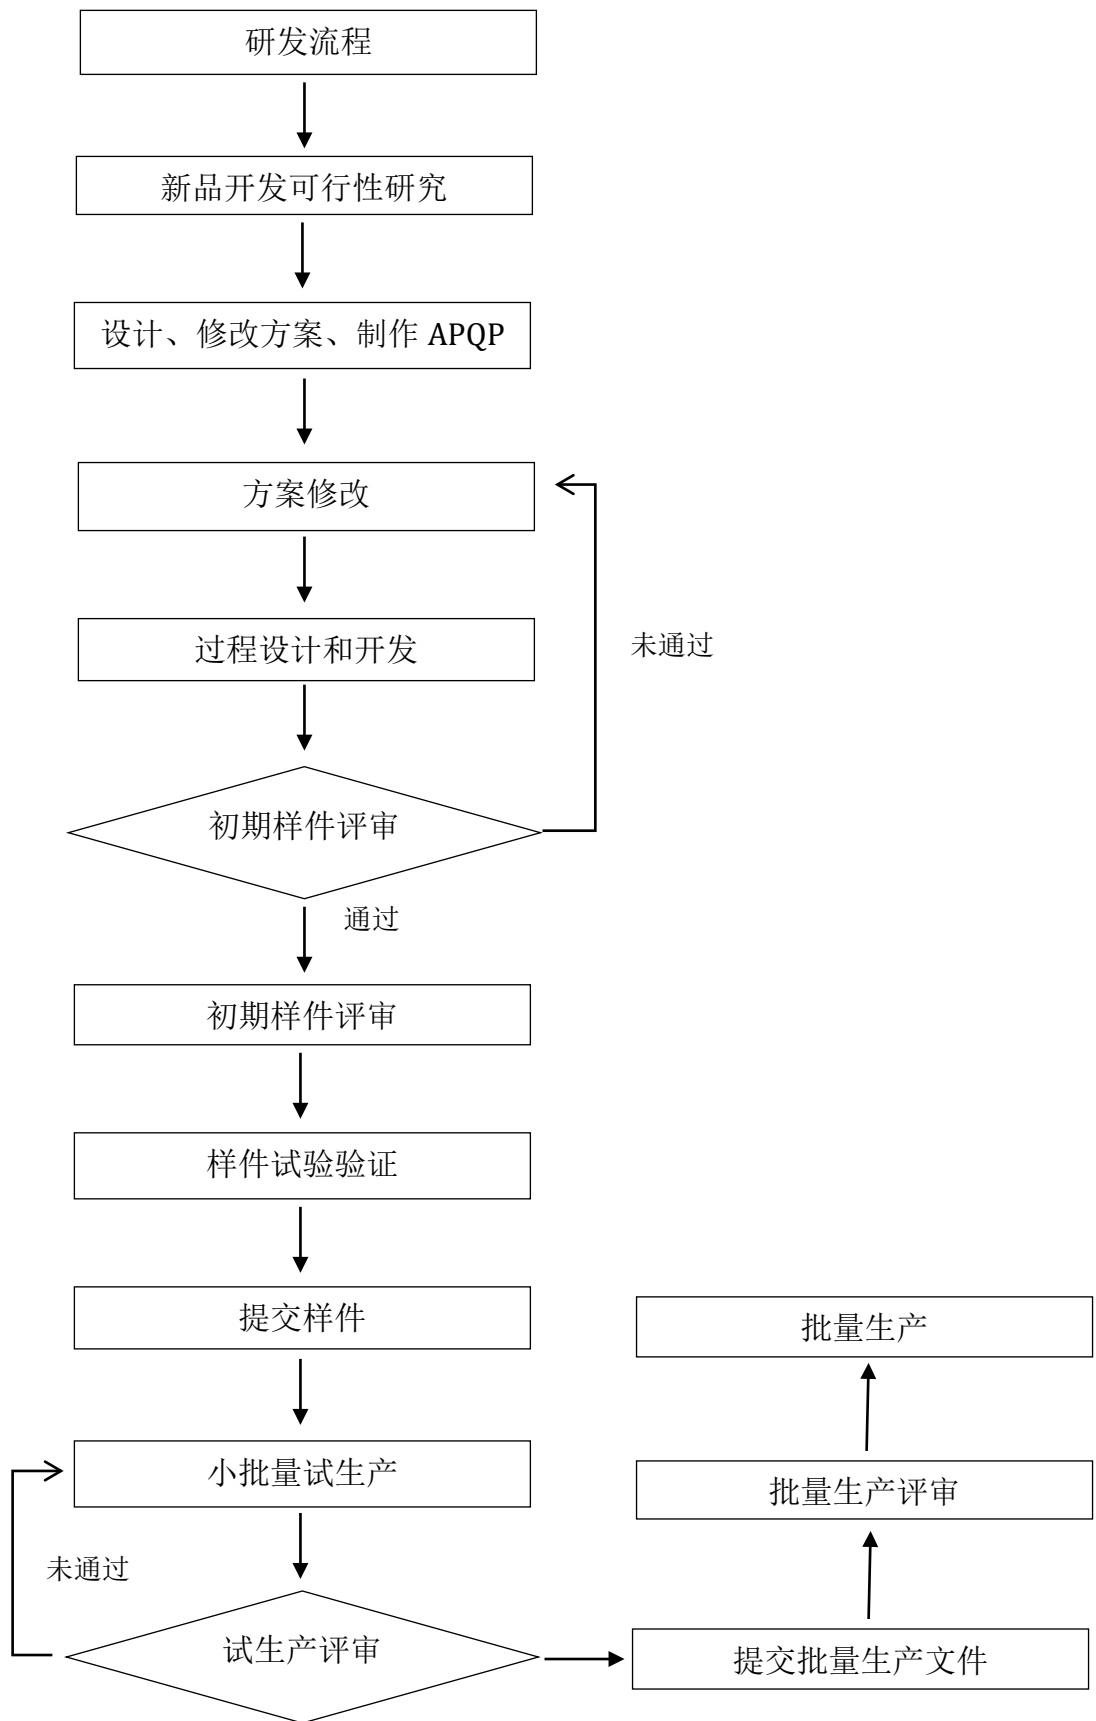 研发流程
新品开发可行性研究
设计、修改方案、制作 APQP
方案修改
过程设计和开发
未通过
初期样件评审
通过
初期样件评审
样件试验验证
提交样件
批量生产
小批量试生产
批量生产评审
未通过
试生产评审
提交批量生产文件